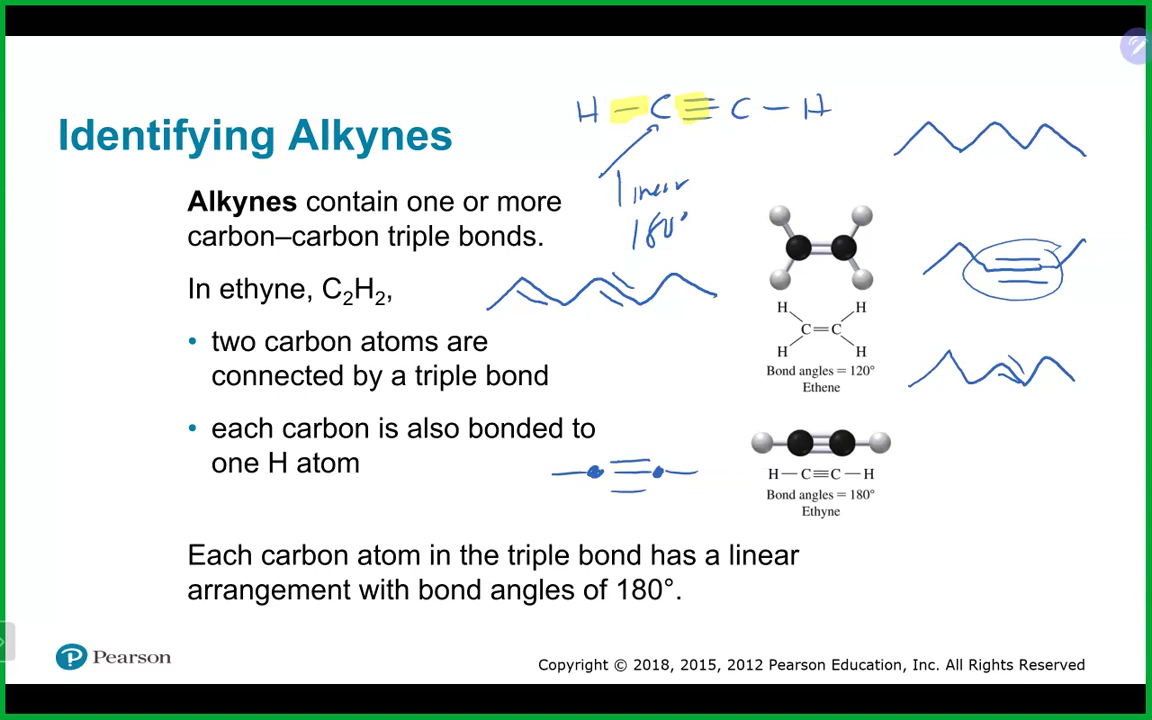 H – C ≡ C – H
Identifying Alkynes
linear
180°
Alkynes contain one or more
carbon–carbon triple bonds.
In ethyne, C₂H₂,
• two carbon atoms are
connected by a triple bond
• each carbon is also bonded to
one H atom
H H
C=C
H H
Bond angles = 120°
Ethene
H—C≡C—H
Bond angles = 180°
Ethyne
Each carbon atom in the triple bond has a linear
arrangement with bond angles of 180°.
P Pearson
Copyright © 2018, 2015, 2012 Pearson Education, Inc. All Rights Reserved